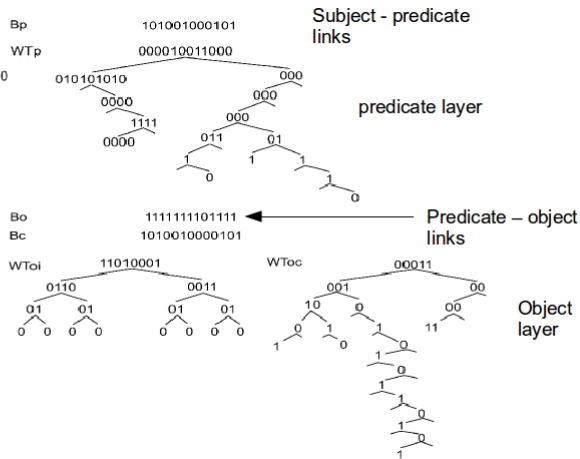 Bp 101001000101 Subject - predicate links
WTp 000010011000
0 010101010 000
0000 000
predicate layer
1111 000
0000 011 01
1 1 1
0 1
0
Bo 1111111101111 Predicate – object links
Bc 1010010000101
WToi 11010001 WToc 00011
0110 0011 001 00
01 01 01 01 10 0 00
Object layer
0 0 0 0 0 0 0 0 0 1 1 11
1 0 0
1
0
1
1
0
1
0
1